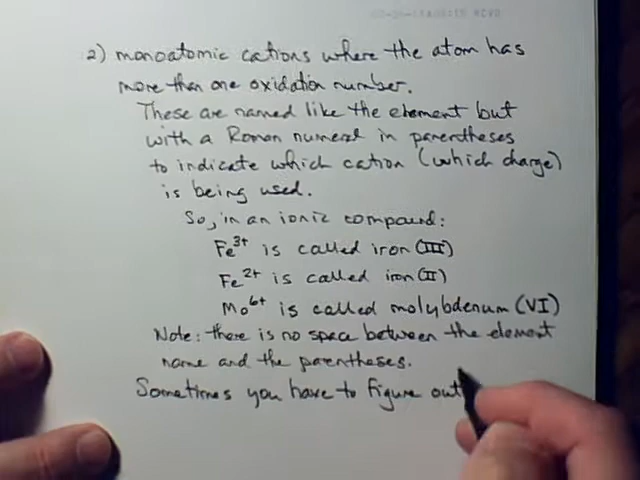 2) monoatomic cations where the atom has
more than one oxidation number.
These are named like the element but
with a Roman numeral in parentheses
to indicate which cation (which charge)
is being used.
So, in an ionic compound:
Fe³⁺ is called iron(III)
Fe²⁺ is called iron(II)
Mo⁶⁺ is called molybdenum(VI)
Note: there is no space between the element
name and the parentheses.
Sometimes you have to figure out